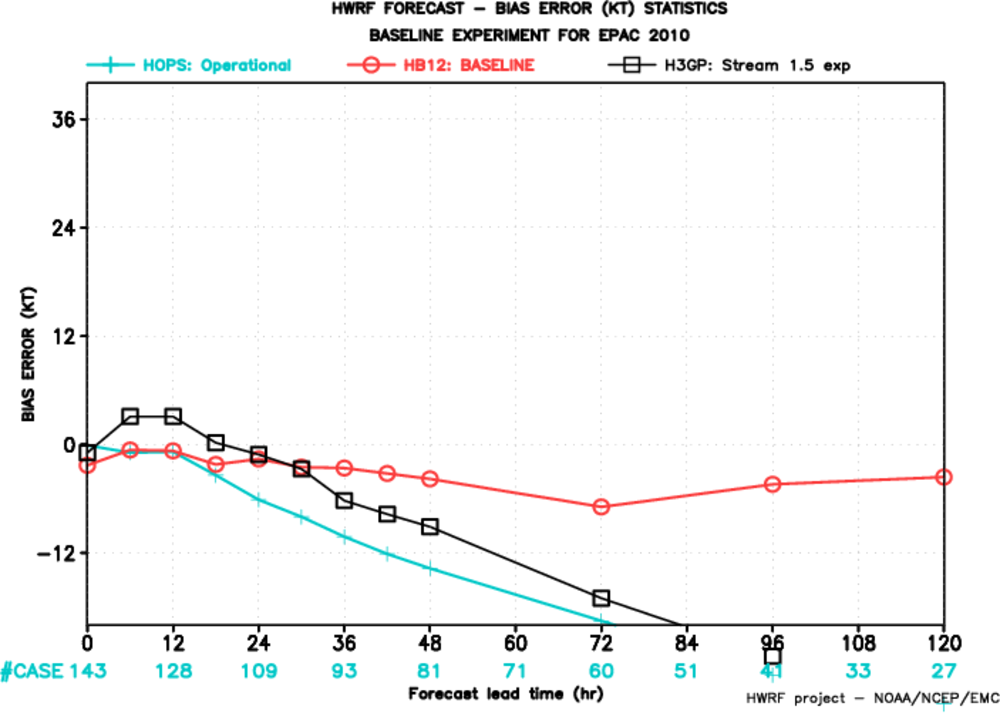 HWRF FORECAST – BIAS ERROR (KT) STATISTICS
BASELINE EXPERIMENT FOR EPAC 2010
HOPS: Operational HB12: BASELINE H3GP: Stream 1.5 exp
36
24
12
0
−12
BIAS ERROR (KT)
0 12 24 36 48 60 72 84 96 108 120
#CASE 143 128 109 93 81 71 60 51 41 33 27
Forecast lead time (hr)
HWRF project – NOAA/NCEP/EMC